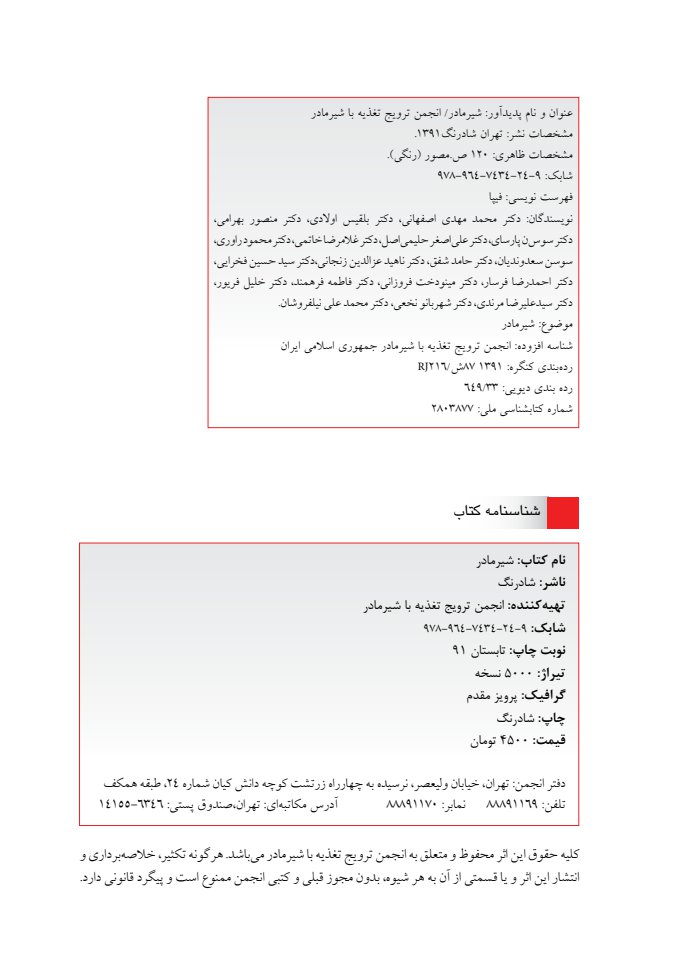 عنوان و نام پدیدآور: شیرمادر/ انجمن ترویج تغذیه با شیرمادر
مشخصات نشر: تهران شادرنگ۱۳۹۱.
مشخصات ظاهری: ۱۲۰ ص.مصور (رنگی).
شابک: ۹-۲۴-۷۴۳۴-۹۶۴-۹۷۸
فهرست نویسی: فیپا
نویسندگان: دکتر محمد مهدی اصفهانی، دکتر بلقیس اولادی، دکتر منصور بهرامی،
دکتر سوسن پارسای، دکتر علی‌اصغر حلیمی‌اصل، دکتر غلامرضا خاتمی، دکتر محمود راوری،
سوسن سعدوندیان، دکتر حامد شفق، دکتر ناهید عزالدین زنجانی،دکتر سید حسین فخرایی،
دکتر احمدرضا فرسار، دکتر مینودخت فروزانی، دکتر فاطمه فرهمند، دکتر خلیل فریور،
دکتر سیدعلیرضا مرندی، دکتر شهربانو نخعی، دکتر محمد علی نیلفروشان.
موضوع: شیرمادر
شناسه افزوده: انجمن ترویج تغذیه با شیرمادر جمهوری اسلامی ایران
رده‌بندی کنگره: ۱۳۹۱ ۸۷ش/RJ۲۱۶
رده بندی دیویی: ۶۴۹/۳۳
شماره کتابشناسی ملی: ۲۸۰۳۸۷۷
شناسنامه کتاب
نام کتاب: شیرمادر
ناشر: شادرنگ
تهیه‌کننده: انجمن ترویج تغذیه با شیرمادر
شابک: ۹-۲۴-۷۴۳۴-۹۶۴-۹۷۸
نوبت چاپ: تابستان ۹۱
تیراژ: ۵۰۰۰ نسخه
گرافیک: پرویز مقدم
چاپ: شادرنگ
قیمت: ۴۵۰۰ تومان
دفتر انجمن: تهران، خیابان ولیعصر، نرسیده به چهارراه زرتشت کوچه دانش کیان شماره ۲۴، طبقه همکف
تلفن: ۸۸۸۹۱۱۶۹ نمابر: ۸۸۸۹۱۱۷۰ آدرس مکاتبه‌ای: تهران،صندوق پستی: ۶۳۴۶-۱۴۱۵۵
کلیه حقوق این اثر محفوظ و متعلق به انجمن ترویج تغذیه با شیرمادر می‌باشد. هرگونه تکثیر، خلاصه‌برداری و
انتشار این اثر و یا قسمتی از آن به هر شیوه، بدون مجوز قبلی و کتبی انجمن ممنوع است و پیگرد قانونی دارد.